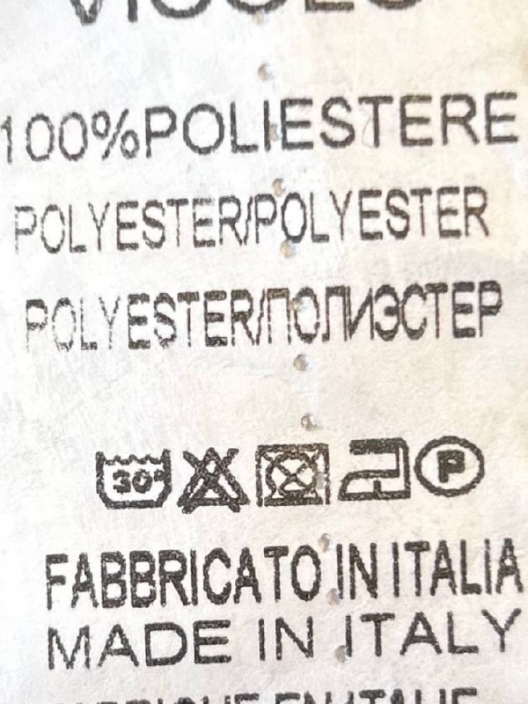 100%POLIESTERE
POLYESTER/POLYESTER
POLYESTER/ПОЛИЭСТЕР
30°
P
FABBRICATO IN ITALIA
MADE IN ITALY